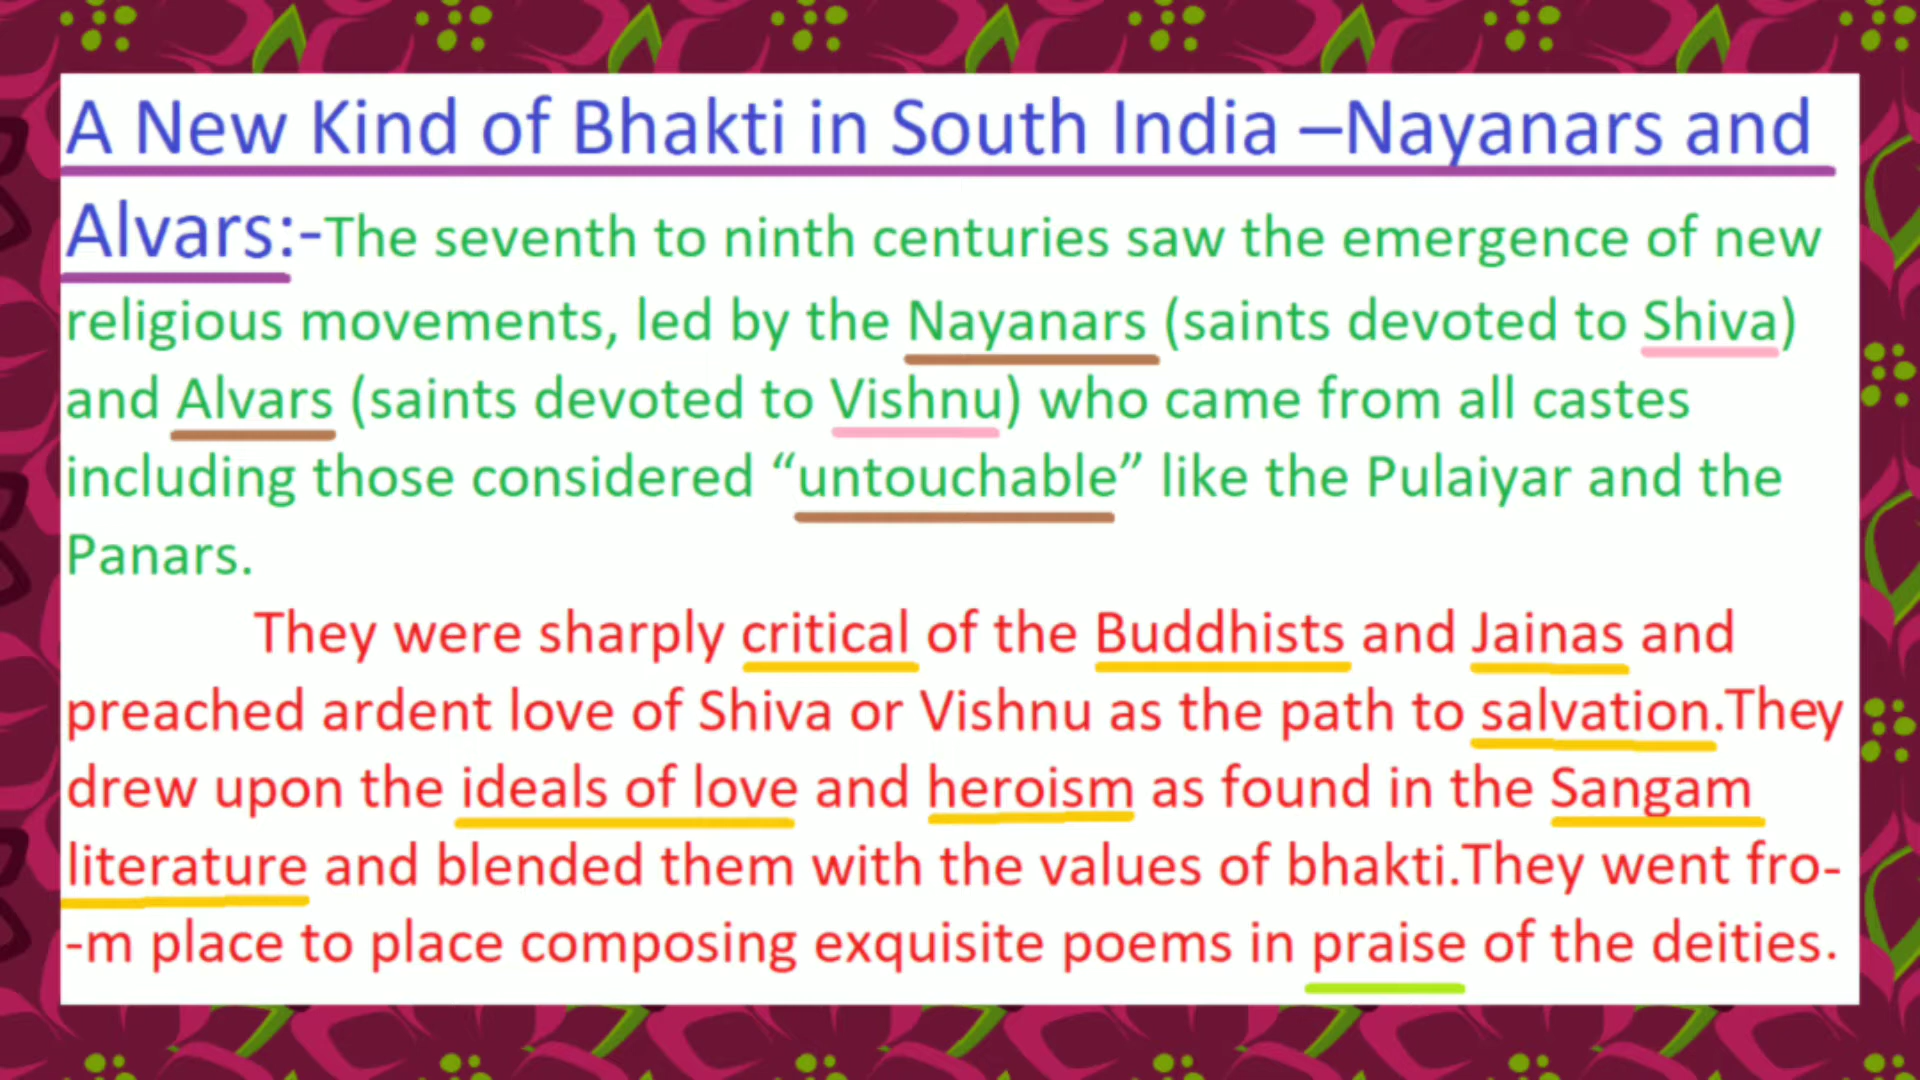 A New Kind of Bhakti in South India –Nayanars and
Alvars:-The seventh to ninth centuries saw the emergence of new
religious movements, led by the Nayanars (saints devoted to Shiva)
and Alvars (saints devoted to Vishnu) who came from all castes
including those considered “untouchable” like the Pulaiyar and the
Panars.
They were sharply critical of the Buddhists and Jainas and
preached ardent love of Shiva or Vishnu as the path to salvation.They
drew upon the ideals of love and heroism as found in the Sangam
literature and blended them with the values of bhakti.They went fro-
-m place to place composing exquisite poems in praise of the deities.